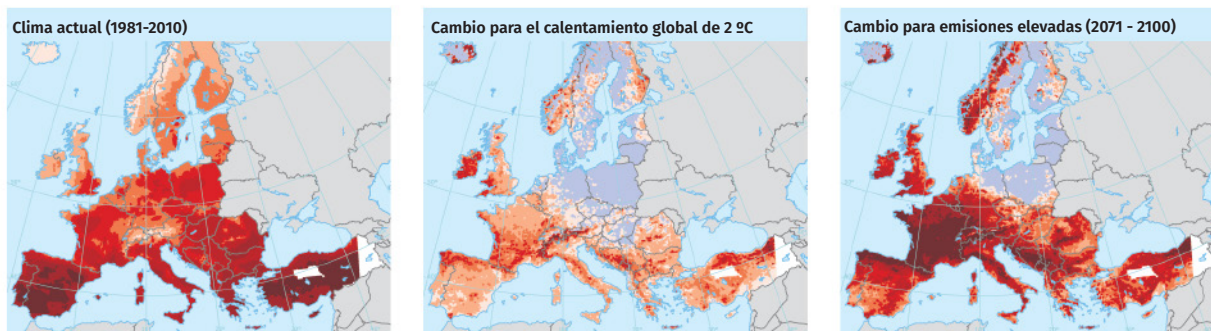 Clima actual (1981-2010)
Cambio para el calentamiento global de 2 ºC
Cambio para emisiones elevadas (2071 - 2100)